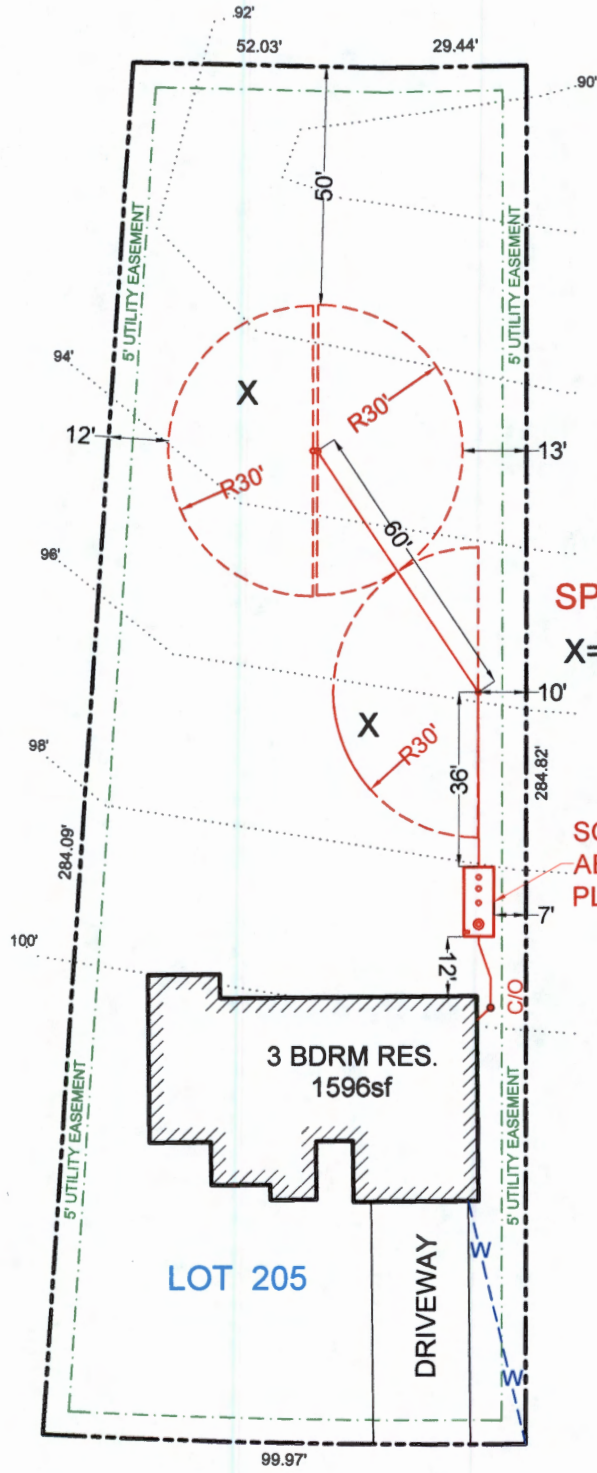 92'
52.03'
29.44'
90'
50'
5' UTILITY EASEMENT
5' UTILITY EASEMENT
94'
X
R30'
12'
13'
R30'
60'
96'
SP
X=
10'
X
R30'
36'
98'
284.82'
284.09'
SC
AE
PL
7'
100'
12'
C/O
3 BDRM RES.
1596sf
5' UTILITY EASEMENT
5' UTILITY EASEMENT
W
LOT 205
DRIVEWAY
W
99.97'